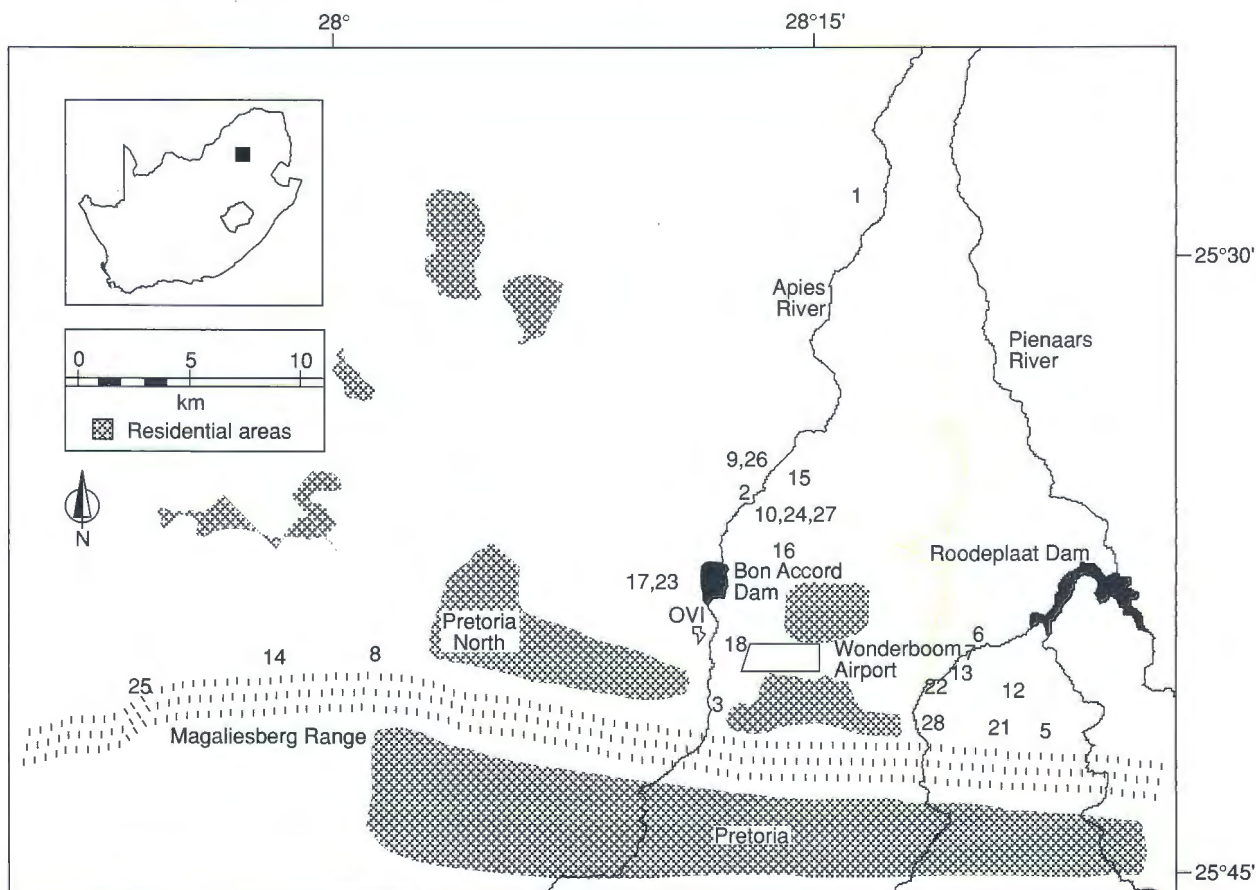 28°
28°15'
1
25°30'
Apies
River
Pienaars
River
0
5
10
km
Residential areas
N
9,26
15
2
10,24,27
16
Roodeplaat Dam
Bon Accord
Dam
17,23
OVI
Pretoria
North
18
Wonderboom
Airport
6
7
13
14
8
25
22
12
3
28
21
5
Magaliesberg Range
Pretoria
25°45'